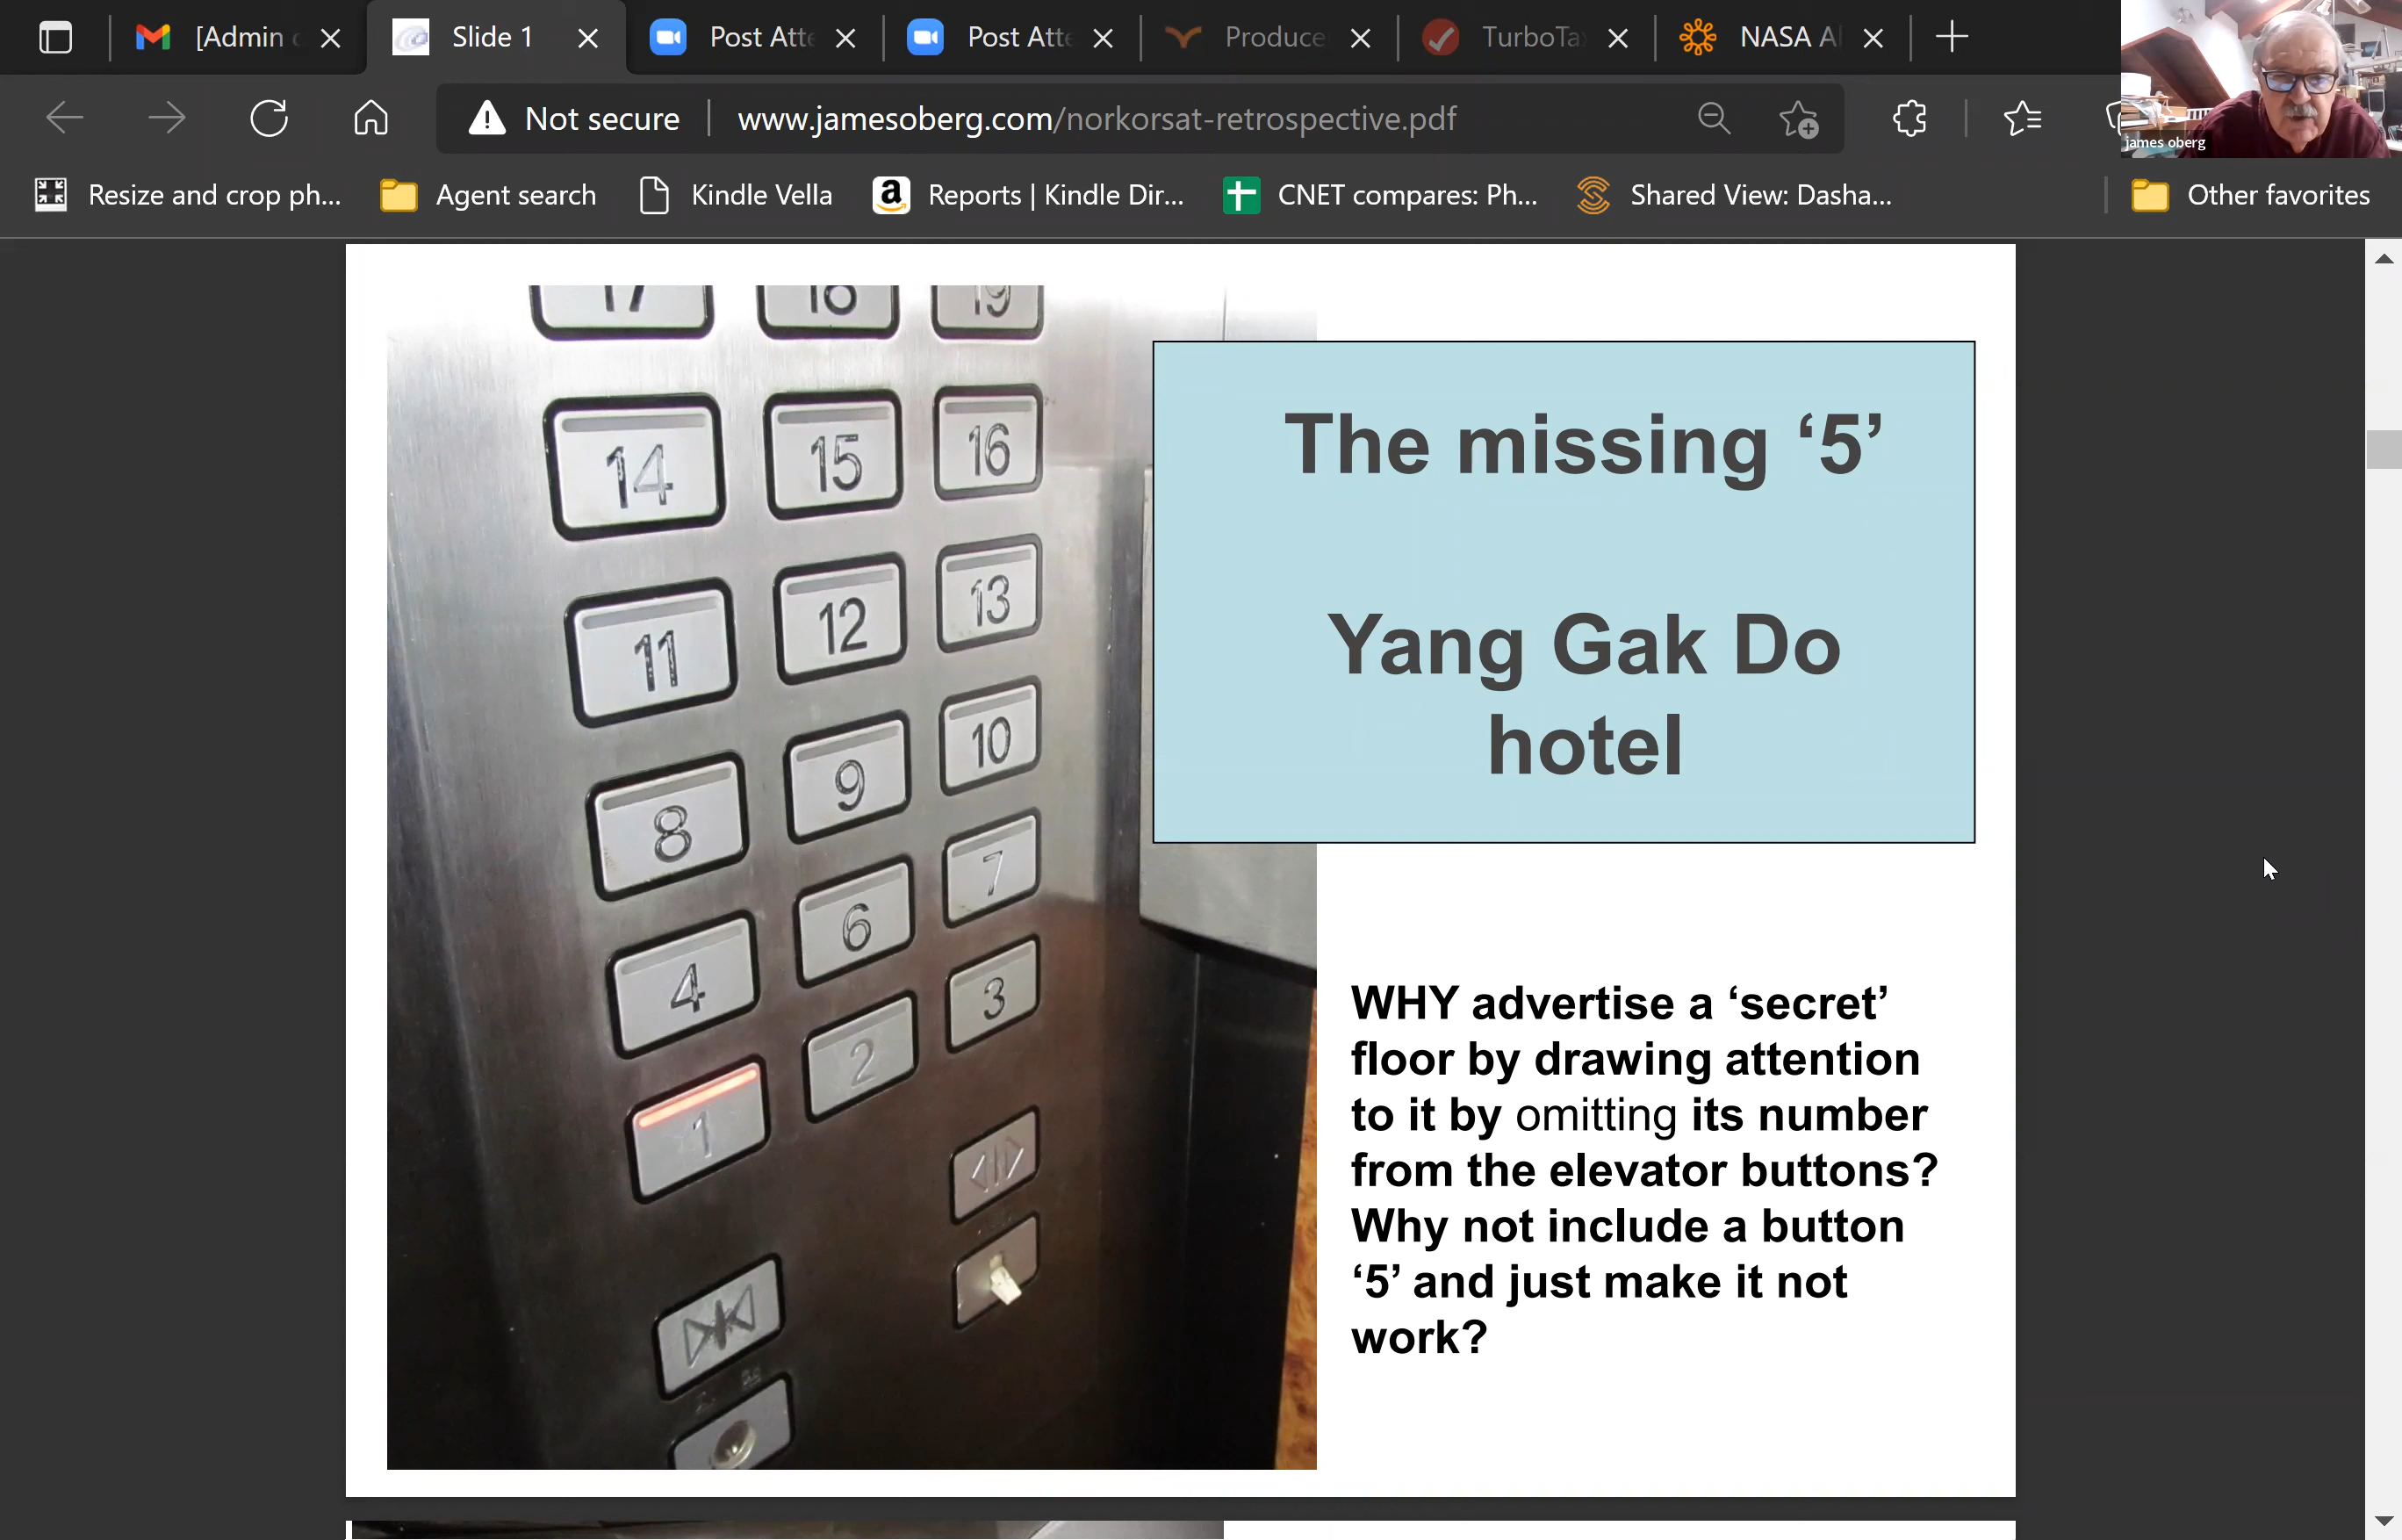 [Admin
Slide 1
Post Atte
Post Atte
Produce
TurboTa
NASA A
Not secure
www.jamesoberg.com/norkorsat-retrospective.pdf
james oberg
Resize and crop ph...
Agent search
Kindle Vella
Reports | Kindle Dir...
CNET compares: Ph...
Shared View: Dasha...
Other favorites
17 18 19
14 15 16
11 12 13
8 9 10
4 6 7
1 2 3
The missing ‘5’
Yang Gak Do
hotel
WHY advertise a ‘secret’
floor by drawing attention
to it by omitting its number
from the elevator buttons?
Why not include a button
‘5’ and just make it not
work?